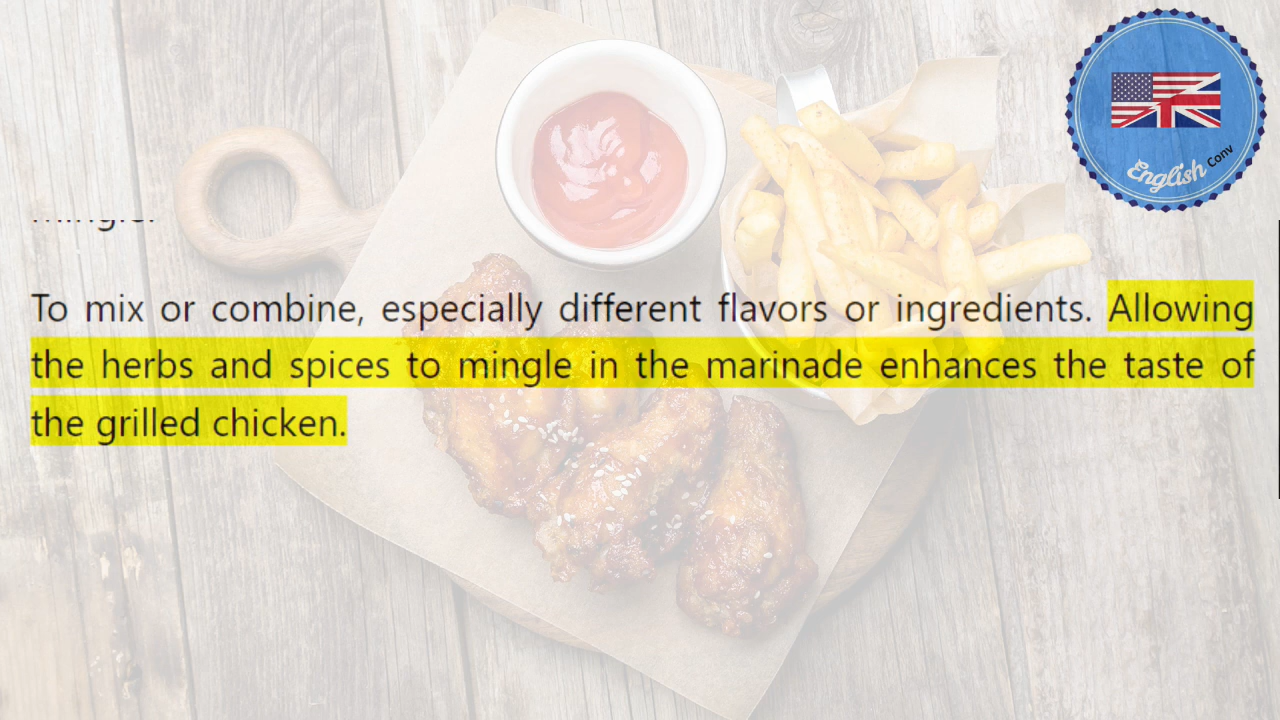 English Conv
To mix or combine, especially different flavors or ingredients. Allowing
the herbs and spices to mingle in the marinade enhances the taste of
the grilled chicken.